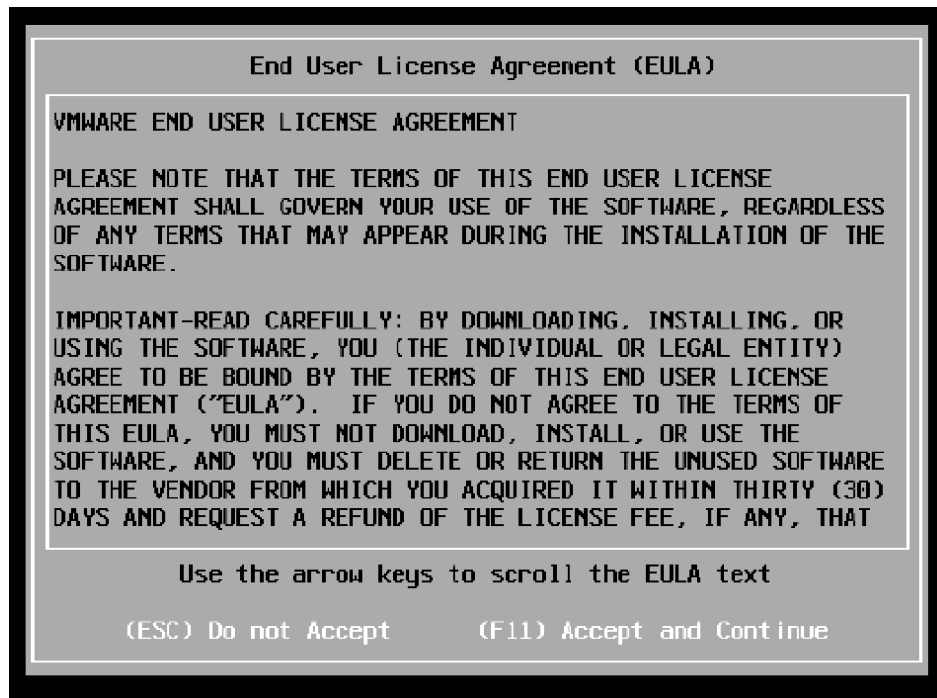 End User License Agreement (EULA)
VMWARE END USER LICENSE AGREEMENT
PLEASE NOTE THAT THE TERMS OF THIS END USER LICENSE
AGREEMENT SHALL GOVERN YOUR USE OF THE SOFTWARE, REGARDLESS
OF ANY TERMS THAT MAY APPEAR DURING THE INSTALLATION OF THE
SOFTWARE.
IMPORTANT-READ CAREFULLY: BY DOWNLOADING, INSTALLING, OR
USING THE SOFTWARE, YOU (THE INDIVIDUAL OR LEGAL ENTITY)
AGREE TO BE BOUND BY THE TERMS OF THIS END USER LICENSE
AGREEMENT ("EULA").  IF YOU DO NOT AGREE TO THE TERMS OF
THIS EULA, YOU MUST NOT DOWNLOAD, INSTALL, OR USE THE
SOFTWARE, AND YOU MUST DELETE OR RETURN THE UNUSED SOFTWARE
TO THE VENDOR FROM WHICH YOU ACQUIRED IT WITHIN THIRTY (30)
DAYS AND REQUEST A REFUND OF THE LICENSE FEE, IF ANY, THAT
Use the arrow keys to scroll the EULA text
(ESC) Do not Accept (F11) Accept and Continue